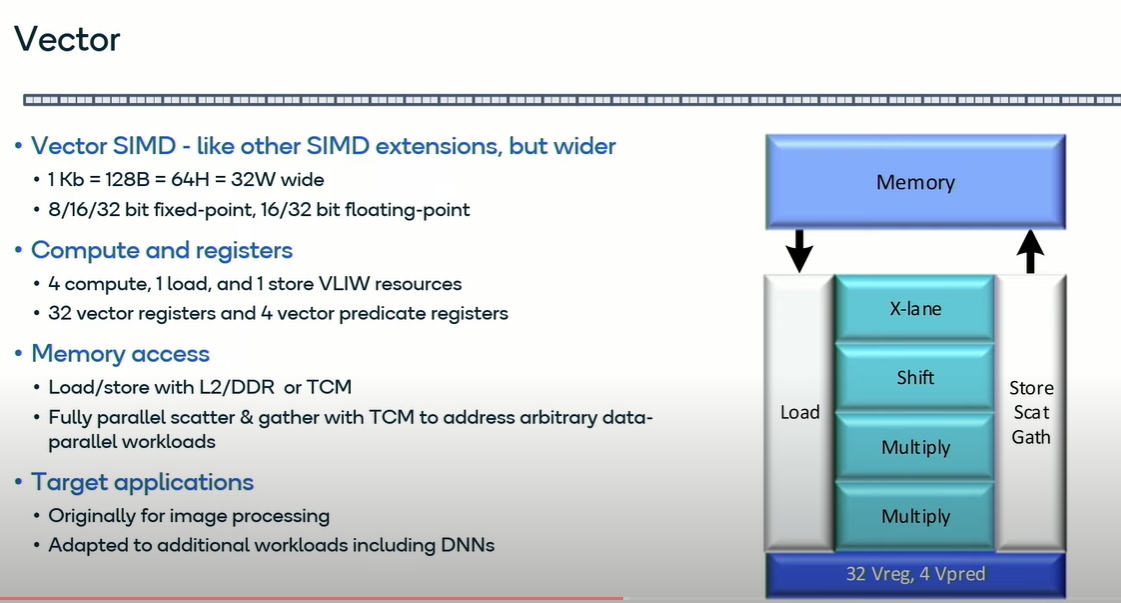 Vector
• Vector SIMD - like other SIMD extensions, but wider
• 1 Kb = 128B = 64H = 32W wide
• 8/16/32 bit fixed-point, 16/32 bit floating-point
• Compute and registers
• 4 compute, 1 load, and 1 store VLIW resources
• 32 vector registers and 4 vector predicate registers
• Memory access
• Load/store with L2/DDR or TCM
• Fully parallel scatter & gather with TCM to address arbitrary data-
parallel workloads
• Target applications
• Originally for image processing
• Adapted to additional workloads including DNNs
Memory
Load
X-lane
Shift
Multiply
Multiply
Store
Scat
Gath
32 Vreg, 4 Vpred